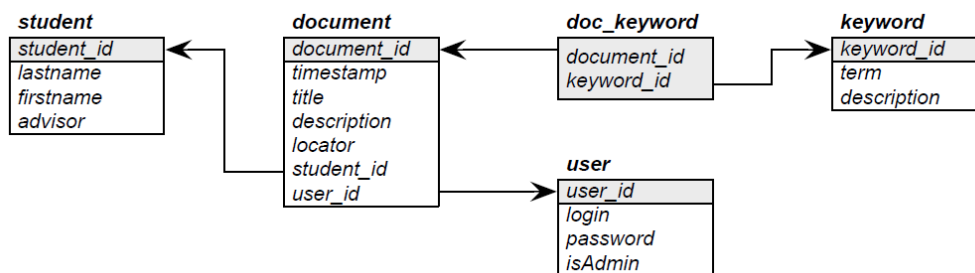 student
student_id
lastname
firstname
advisor
document
document_id
timestamp
title
description
locator
student_id
user_id
doc_keyword
document_id
keyword_id
keyword
keyword_id
term
description
user
user_id
login
password
isAdmin